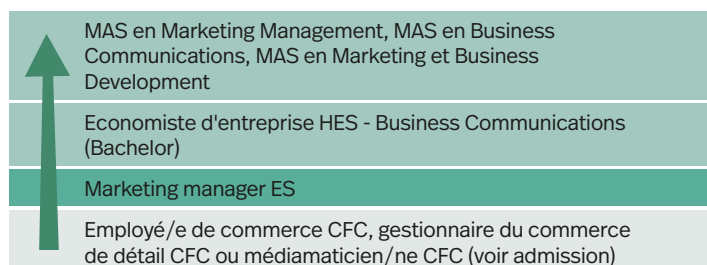 MAS en Marketing Management, MAS en Business
Communications, MAS en Marketing et Business
Development
Economiste d'entreprise HES - Business Communications
(Bachelor)
Marketing manager ES
Employé/e de commerce CFC, gestionnaire du commerce
de détail CFC ou médiamaticien/ne CFC (voir admission)